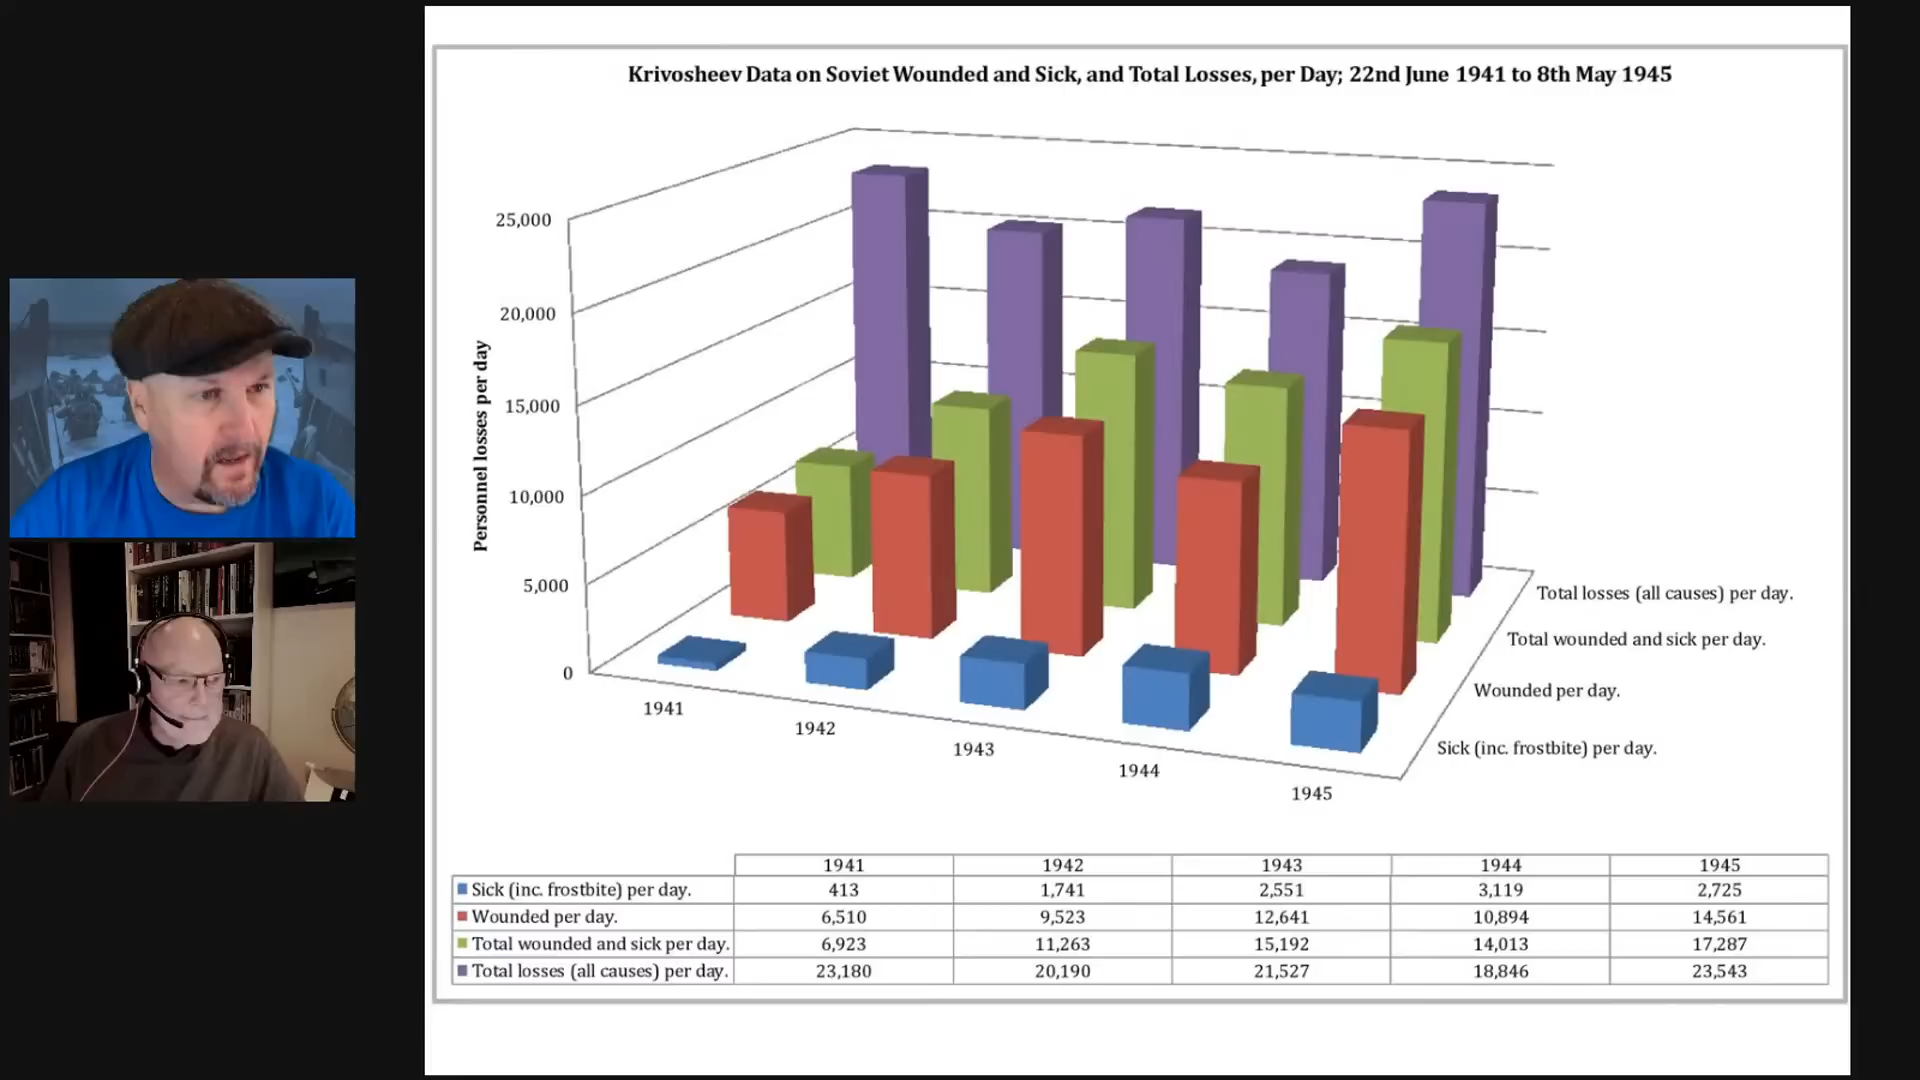 Krivosheev Data on Soviet Wounded and Sick, and Total Losses, per Day; 22nd June 1941 to 8th May 1945
Personnel losses per day
25,000
20,000
15,000
10,000
5,000
0
1941
1942
1943
1944
1945
Total losses (all causes) per day.
Total wounded and sick per day.
Wounded per day.
Sick (inc. frostbite) per day.
1941 1942 1943 1944 1945
Sick (inc. frostbite) per day. 413 1,741 2,551 3,119 2,725
Wounded per day. 6,510 9,523 12,641 10,894 14,561
Total wounded and sick per day. 6,923 11,263 15,192 14,013 17,287
Total losses (all causes) per day. 23,180 20,190 21,527 18,846 23,543